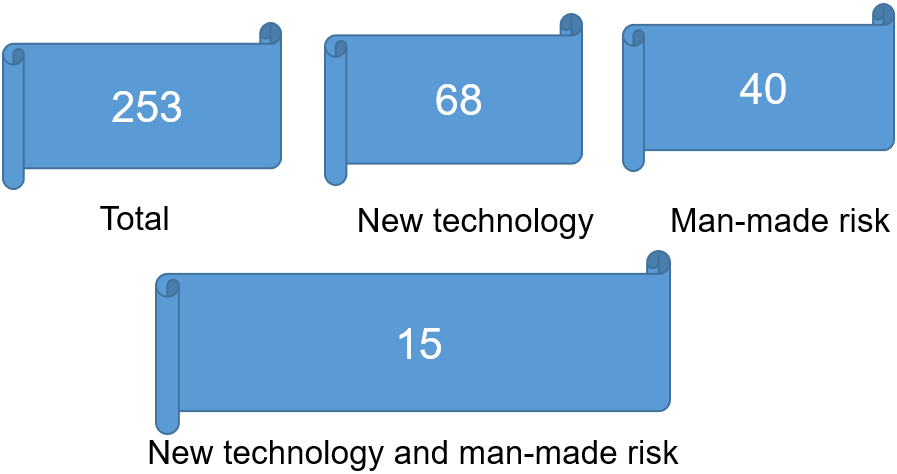 253
68
40
Total
New technology
Man-made risk
15
New technology and man-made risk